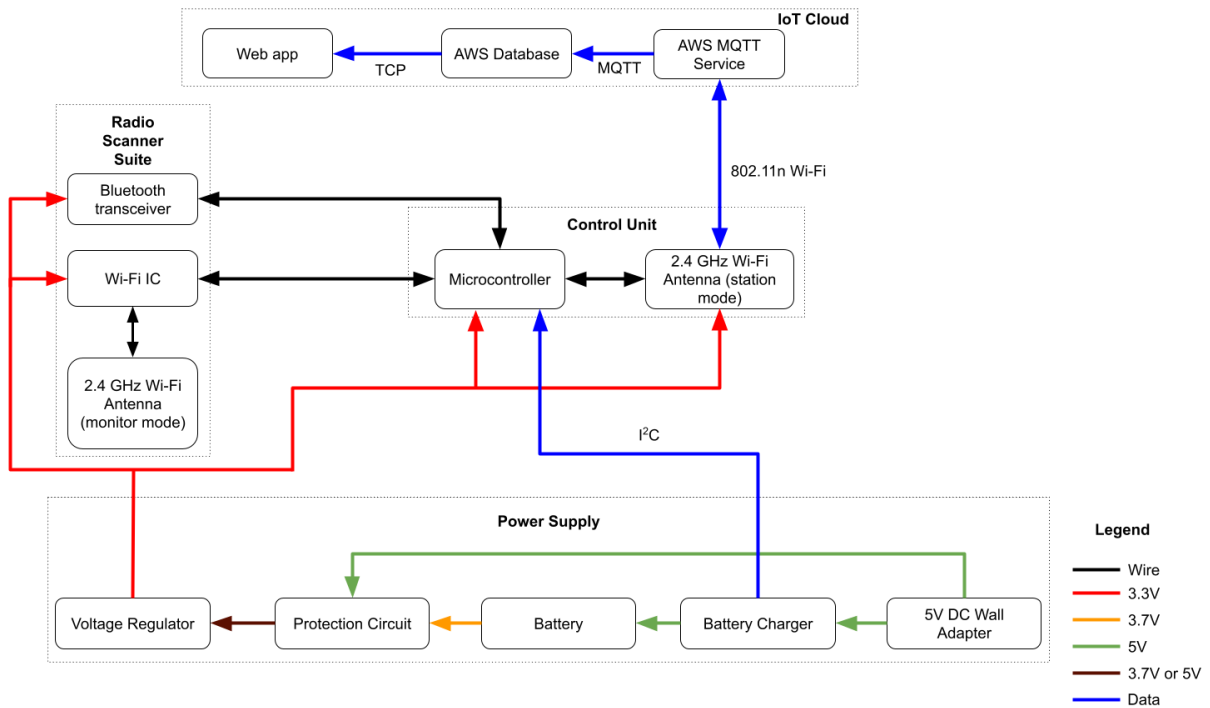 IoT Cloud
Web app
AWS Database
AWS MQTT
Service
TCP
MQTT
Radio
Scanner
Suite
Bluetooth
transceiver
802.11n Wi-Fi
Control Unit
Wi-Fi IC
Microcontroller
2.4 GHz Wi-Fi
Antenna (station
mode)
2.4 GHz Wi-Fi
Antenna
(monitor mode)
I²C
Power Supply
Voltage Regulator
Protection Circuit
Battery
Battery Charger
5V DC Wall
Adapter
Legend
Wire
3.3V
3.7V
5V
3.7V or 5V
Data